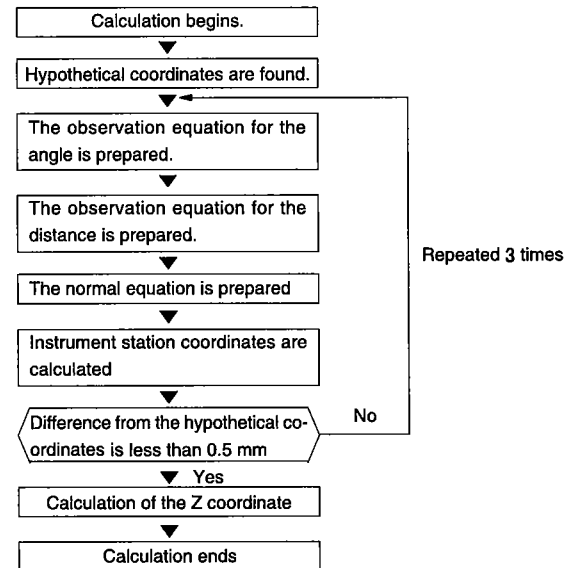 Calculation begins.
Hypothetical coordinates are found.
The observation equation for the
angle is prepared.
The observation equation for the
distance is prepared.
Repeated 3 times
The normal equation is prepared
Instrument station coordinates are
calculated
Difference from the hypothetical co-
ordinates is less than 0.5 mm
No
Yes
Calculation of the Z coordinate
Calculation ends